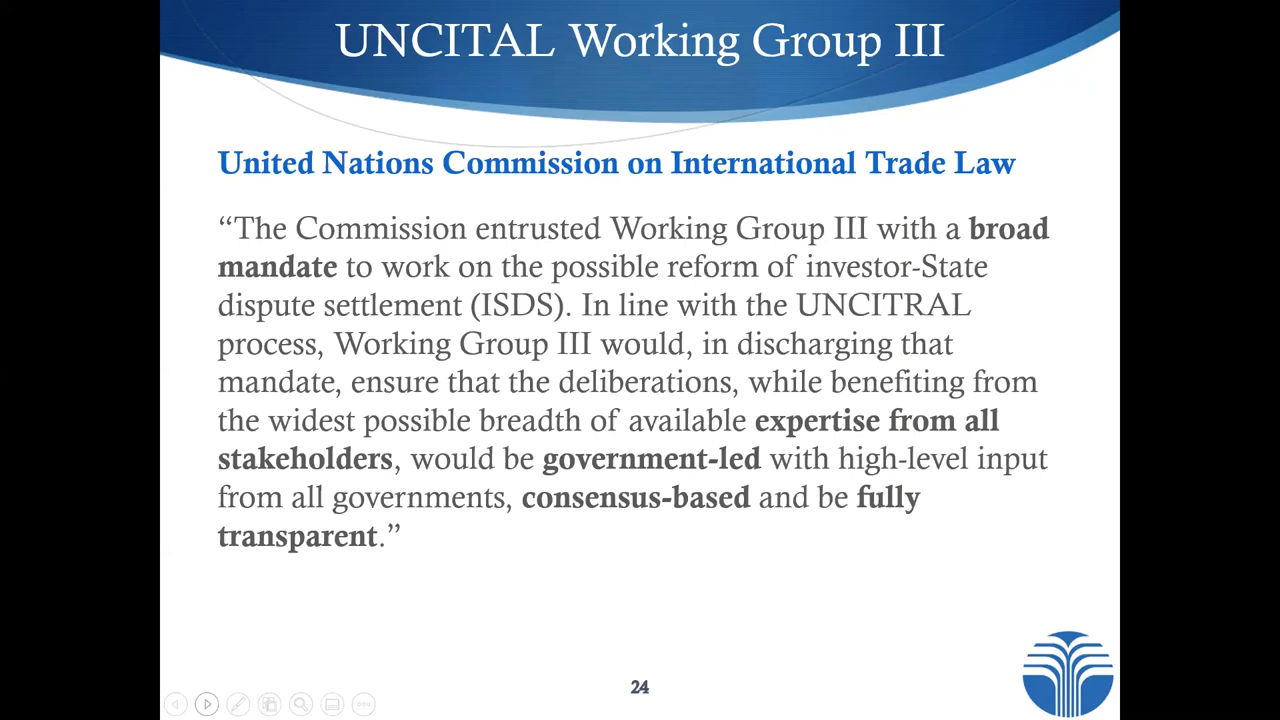 UNCITAL Working Group III
United Nations Commission on International Trade Law
“The Commission entrusted Working Group III with a broad
mandate to work on the possible reform of investor-State
dispute settlement (ISDS). In line with the UNCITRAL
process, Working Group III would, in discharging that
mandate, ensure that the deliberations, while benefiting from
the widest possible breadth of available expertise from all
stakeholders, would be government-led with high-level input
from all governments, consensus-based and be fully
transparent.”
24